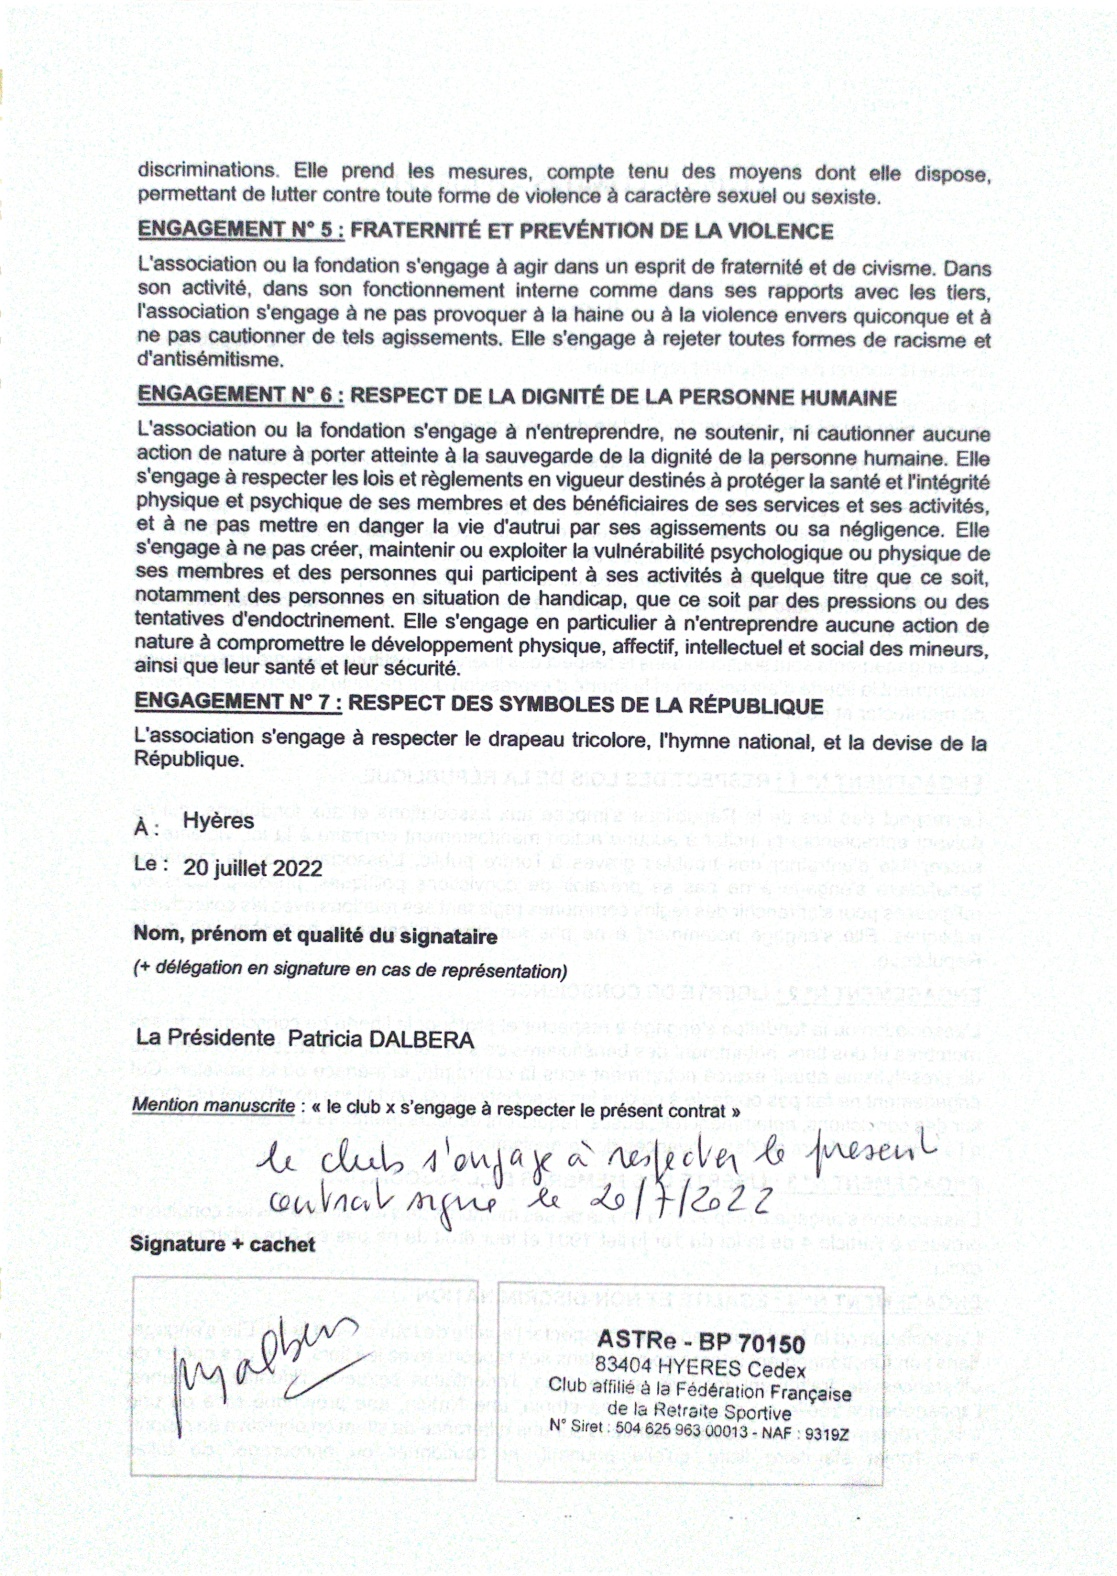 discriminations. Elle prend les mesures, compte tenu des moyens dont elle dispose,
permettant de lutter contre toute forme de violence à caractère sexuel ou sexiste.
ENGAGEMENT N° 5 : FRATERNITÉ ET PREVÉNTION DE LA VIOLENCE
L'association ou la fondation s'engage à agir dans un esprit de fraternité et de civisme. Dans
son activité, dans son fonctionnement interne comme dans ses rapports avec les tiers,
l'association s'engage à ne pas provoquer à la haine ou à la violence envers quiconque et à
ne pas cautionner de tels agissements. Elle s'engage à rejeter toutes formes de racisme et
d'antisémitisme.
ENGAGEMENT N° 6 : RESPECT DE LA DIGNITÉ DE LA PERSONNE HUMAINE
L'association ou la fondation s'engage à n'entreprendre, ne soutenir, ni cautionner aucune
action de nature à porter atteinte à la sauvegarde de la dignité de la personne humaine. Elle
s'engage à respecter les lois et règlements en vigueur destinés à protéger la santé et l'intégrité
physique et psychique de ses membres et des bénéficiaires de ses services et ses activités,
et à ne pas mettre en danger la vie d'autrui par ses agissements ou sa négligence. Elle
s'engage à ne pas créer, maintenir ou exploiter la vulnérabilité psychologique ou physique de
ses membres et des personnes qui participent à ses activités à quelque titre que ce soit,
notamment des personnes en situation de handicap, que ce soit par des pressions ou des
tentatives d'endoctrinement. Elle s'engage en particulier à n'entreprendre aucune action de
nature à compromettre le développement physique, affectif, intellectuel et social des mineurs,
ainsi que leur santé et leur sécurité.
ENGAGEMENT N° 7 : RESPECT DES SYMBOLES DE LA RÉPUBLIQUE
L'association s'engage à respecter le drapeau tricolore, l'hymne national, et la devise de la
République.
À : Hyères
Le : 20 juillet 2022
Nom, prénom et qualité du signataire
(+ délégation en signature en cas de représentation)
La Présidente Patricia DALBERA
Mention manuscrite : « le club x s'engage à respecter le présent contrat »
le club s'engage à respecter le present
contrat signe le 20/7/2022
Signature + cachet
ASTRe - BP 70150
83404 HYERES Cedex
Club affilié à la Fédération Française
de la Retraite Sportive
N° Siret : 504 625 963 00013 - NAF : 9319Z